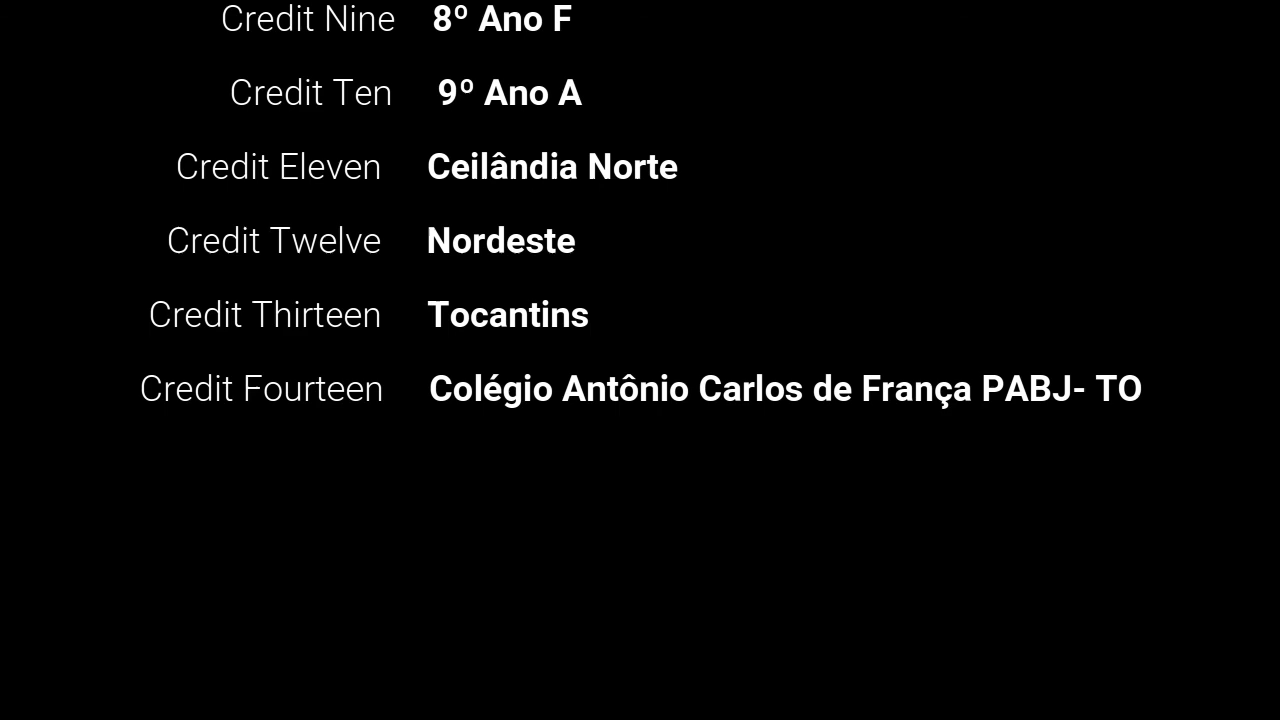 Credit Nine 8º Ano F
Credit Ten 9º Ano A
Credit Eleven Ceilândia Norte
Credit Twelve Nordeste
Credit Thirteen Tocantins
Credit Fourteen Colégio Antônio Carlos de França PABJ- TO